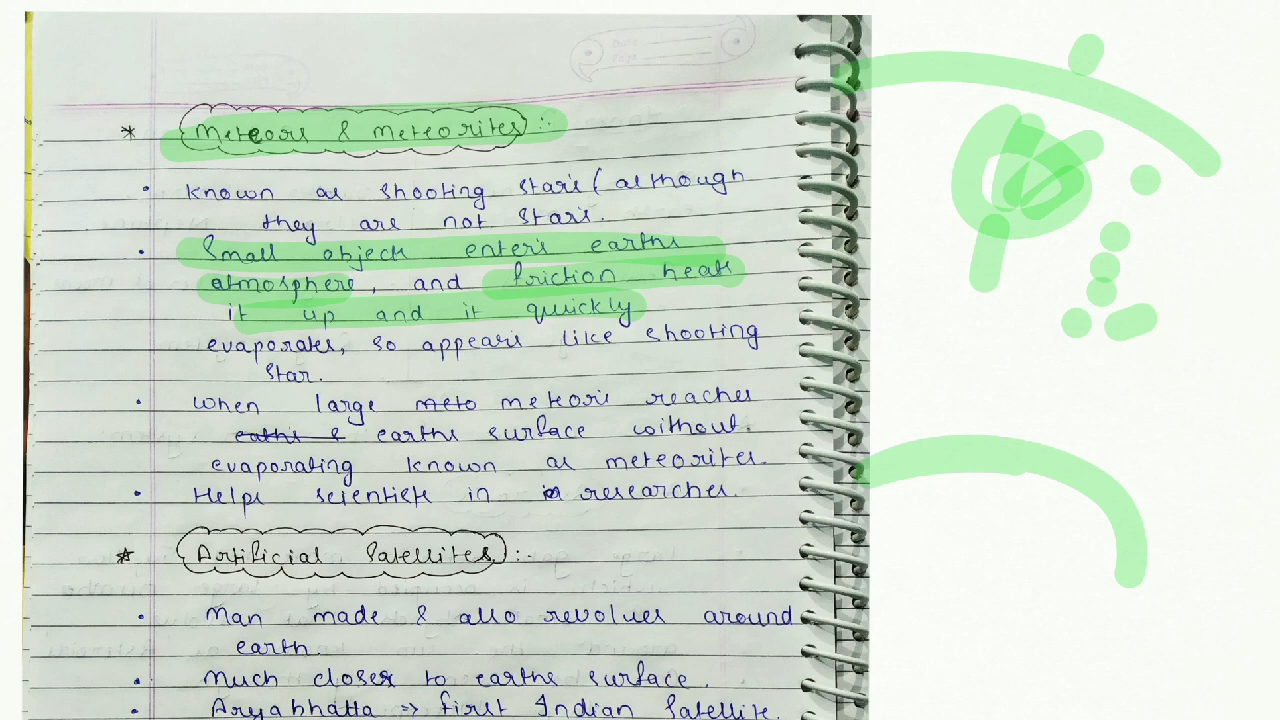 * Meteors & meteorites :-
• Known as shooting stars (although
they are not stars.
• Small object enters earths
atmosphere, and friction heats
it up and it quickly
evaporates, so appears like shooting
star.
• When large meto meteors reaches
earths s earths surface without
evaporating known as meteorites.
• Helps scientists in researches.
* Artificial Satellites :-
• Man made & also revolves around
earth.
• Much closer to earths surface.
• Aryabhatta => first Indian Satellite.